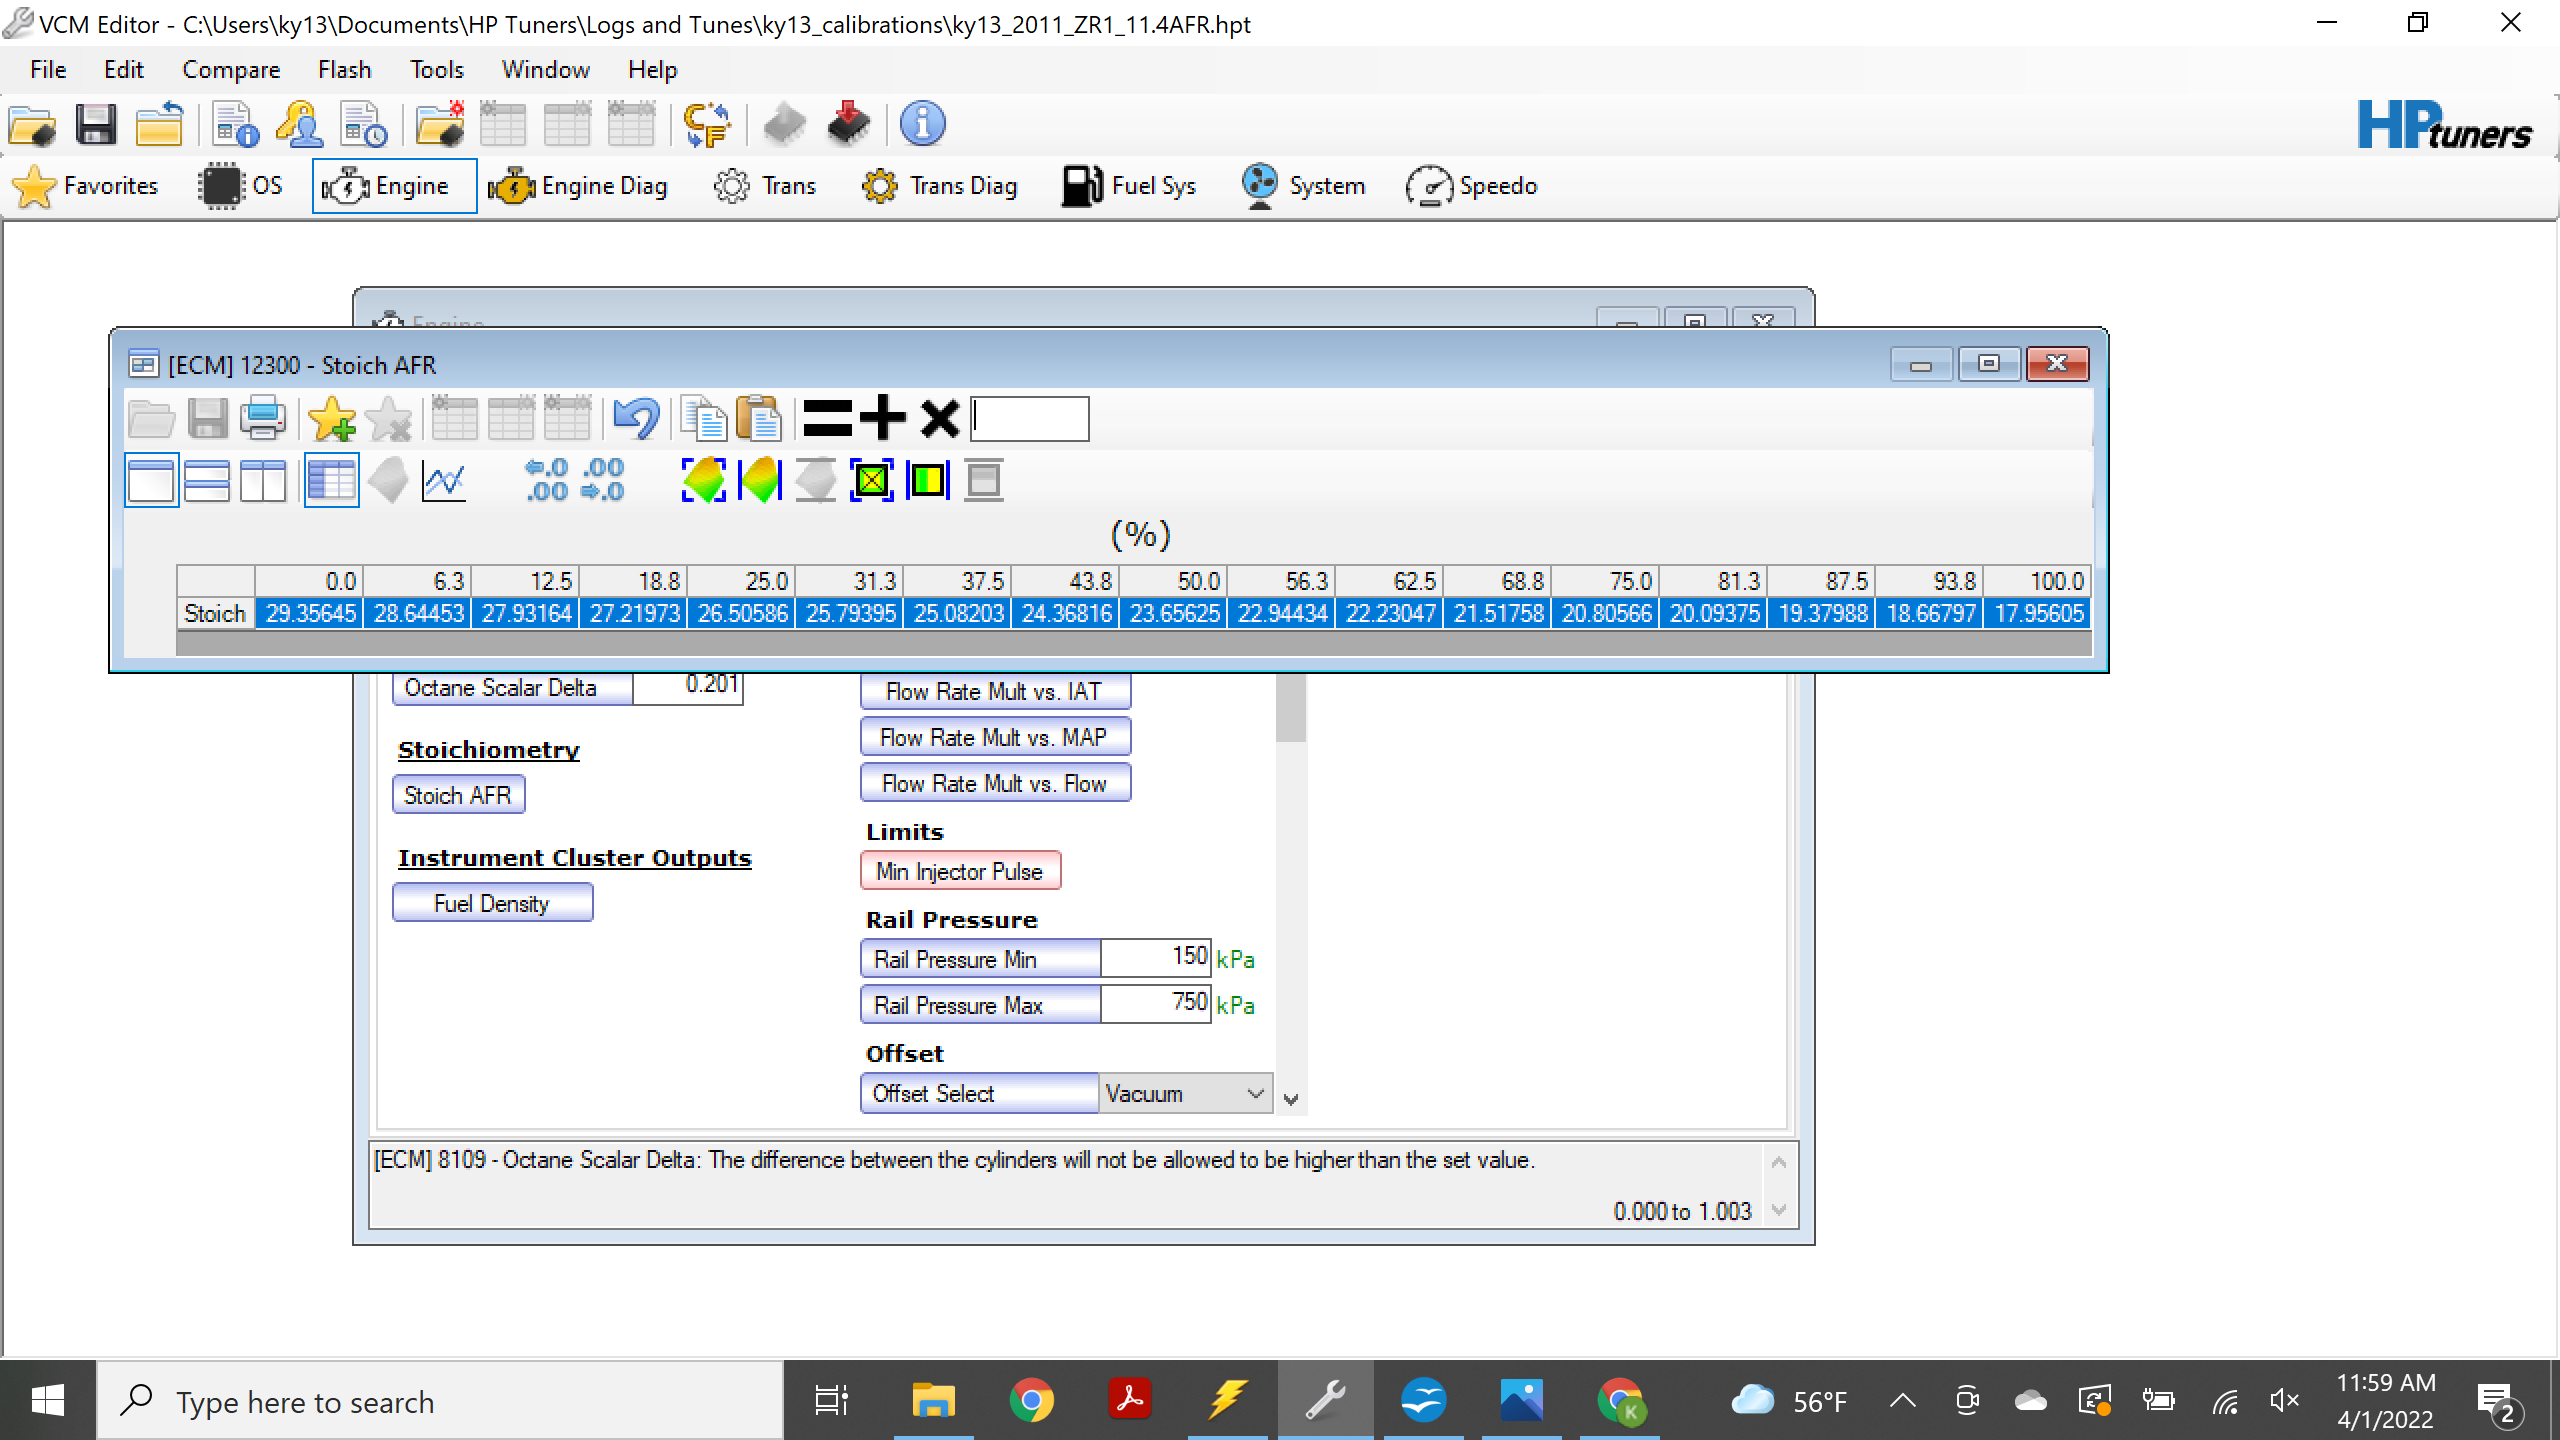 VCM Editor - C:\Users\ky13\Documents\HP Tuners\Logs and Tunes\ky13_calibrations\ky13_2011_ZR1_11.4AFR.hpt
File Edit Compare Flash Tools Window Help
HPtuners
Favorites OS Engine Engine Diag Trans Trans Diag Fuel Sys System Speedo
Engine
[ECM] 12300 - Stoich AFR
(%)
0.0 6.3 12.5 18.8 25.0 31.3 37.5 43.8 50.0 56.3 62.5 68.8 75.0 81.3 87.5 93.8 100.0
Stoich 29.35645 28.64453 27.93164 27.21973 26.50586 25.79395 25.08203 24.36816 23.65625 22.94434 22.23047 21.51758 20.80566 20.09375 19.37988 18.66797 17.95605
Octane Scalar Delta 0.201
Stoichiometry
Stoich AFR
Instrument Cluster Outputs
Fuel Density
Flow Rate Mult vs. IAT
Flow Rate Mult vs. MAP
Flow Rate Mult vs. Flow
Limits
Min Injector Pulse
Rail Pressure
Rail Pressure Min 150 kPa
Rail Pressure Max 750 kPa
Offset
Offset Select Vacuum
[ECM] 8109 - Octane Scalar Delta: The difference between the cylinders will not be allowed to be higher than the set value.
0.000 to 1.003
Type here to search
K
56°F
11:59 AM
4/1/2022
2